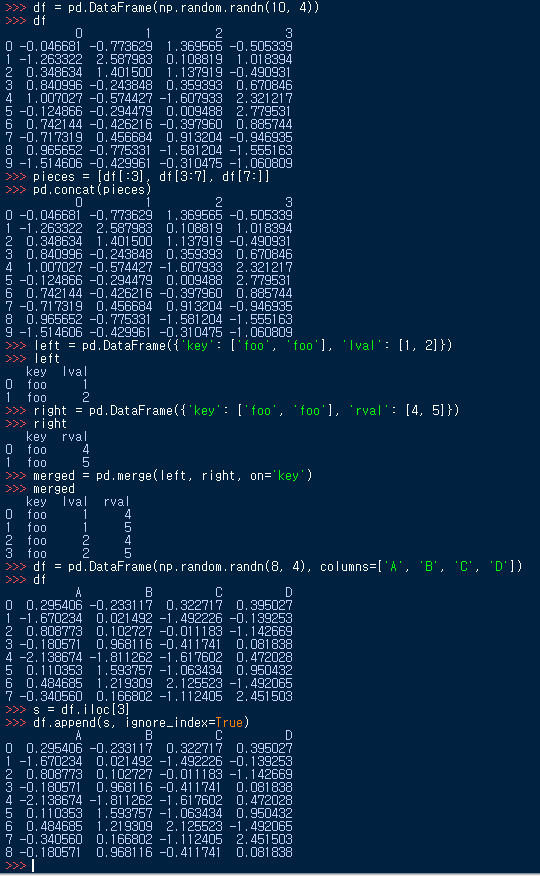 >>> df = pd.DataFrame(np.random.randn(10, 4))
>>> df
          0         1         2         3
0 -0.046681 -0.773629  1.369565 -0.505339
1 -1.263322  2.587983  0.108819  1.018394
2  0.348634  1.401500  1.137919 -0.490931
3  0.840996 -0.243848  0.359393  0.670846
4  1.007027 -0.574427 -1.607933  2.321217
5 -0.124866 -0.294479  0.009488  2.779531
6  0.742144 -0.426216 -0.397960  0.885744
7 -0.717319  0.456684  0.913204 -0.946935
8  0.965652 -0.775331 -1.581204 -1.555163
9 -1.514606 -0.429961 -0.310475 -1.060809
>>> pieces = [df[:3], df[3:7], df[7:]]
>>> pd.concat(pieces)
          0         1         2         3
0 -0.046681 -0.773629  1.369565 -0.505339
1 -1.263322  2.587983  0.108819  1.018394
2  0.348634  1.401500  1.137919 -0.490931
3  0.840996 -0.243848  0.359393  0.670846
4  1.007027 -0.574427 -1.607933  2.321217
5 -0.124866 -0.294479  0.009488  2.779531
6  0.742144 -0.426216 -0.397960  0.885744
7 -0.717319  0.456684  0.913204 -0.946935
8  0.965652 -0.775331 -1.581204 -1.555163
9 -1.514606 -0.429961 -0.310475 -1.060809
>>> left = pd.DataFrame({'key': ['foo', 'foo'], 'lval': [1, 2]})
>>> left
   key  lval
0  foo     1
1  foo     2
>>> right = pd.DataFrame({'key': ['foo', 'foo'], 'rval': [4, 5]})
>>> right
   key  rval
0  foo     4
1  foo     5
>>> merged = pd.merge(left, right, on='key')
>>> merged
   key  lval  rval
0  foo     1     4
1  foo     1     5
2  foo     2     4
3  foo     2     5
>>> df = pd.DataFrame(np.random.randn(8, 4), columns=['A', 'B', 'C', 'D'])
>>> df
          A         B         C         D
0  0.295406 -0.233117  0.322717  0.395027
1 -1.670234  0.021492 -1.492226 -0.139253
2  0.808773  0.102727 -0.011183 -1.142669
3 -0.180571  0.968116 -0.411741  0.081838
4 -2.138674 -1.811262 -1.617602  0.472028
5  0.110353  1.593757 -1.063434  0.950432
6  0.484685  1.219309  2.125523 -1.492065
7 -0.340560  0.166802 -1.112405  2.451503
>>> s = df.iloc[3]
>>> df.append(s, ignore_index=True)
          A         B         C         D
0  0.295406 -0.233117  0.322717  0.395027
1 -1.670234  0.021492 -1.492226 -0.139253
2  0.808773  0.102727 -0.011183 -1.142669
3 -0.180571  0.968116 -0.411741  0.081838
4 -2.138674 -1.811262 -1.617602  0.472028
5  0.110353  1.593757 -1.063434  0.950432
6  0.484685  1.219309  2.125523 -1.492065
7 -0.340560  0.166802 -1.112405  2.451503
8 -0.180571  0.968116 -0.411741  0.081838
>>>